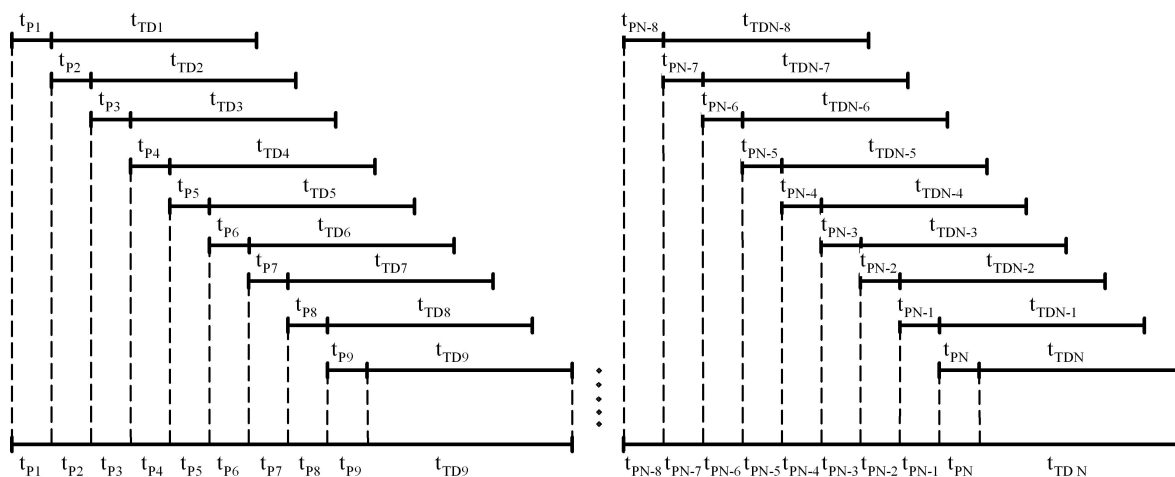 tP1 tTD1 tPN-8 tTDN-8
tP2 tTD2 tPN-7 tTDN-7
tP3 tTD3 tPN-6 tTDN-6
tP4 tTD4 tPN-5 tTDN-5
tP5 tTD5 tPN-4 tTDN-4
tP6 tTD6 tPN-3 tTDN-3
tP7 tTD7 tPN-2 tTDN-2
tP8 tTD8 tPN-1 tTDN-1
tP9 tTD9 tPN tTDN
tP1 tP2 tP3 tP4 tP5 tP6 tP7 tP8 tP9 tTD9 tPN-8 tPN-7 tPN-6 tPN-5 tPN-4 tPN-3 tPN-2 tPN-1 tPN tTD N